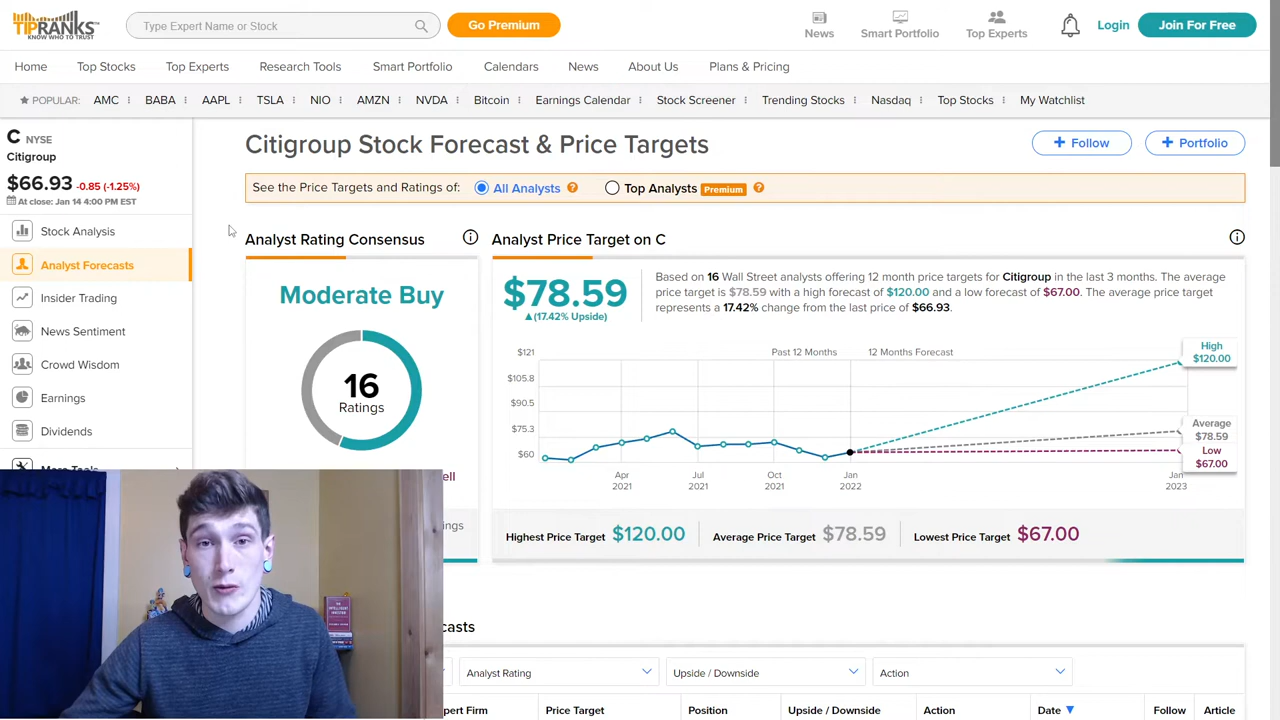 TIPRANKS
KNOW WHO TO TRUST
Type Expert Name or Stock
Go Premium
News
Smart Portfolio
Top Experts
Login
Join For Free
Home
Top Stocks
Top Experts
Research Tools
Smart Portfolio
Calendars
News
About Us
Plans & Pricing
★ POPULAR:
AMC
BABA
AAPL
TSLA
NIO
AMZN
NVDA
Bitcoin
Earnings Calendar
Stock Screener
Trending Stocks
Nasdaq
Top Stocks
My Watchlist
C NYSE
Citigroup
$66.93 -0.85 (-1.25%)
At close: Jan 14 4:00 PM EST
Stock Analysis
Analyst Forecasts
Insider Trading
News Sentiment
Crowd Wisdom
Earnings
Dividends
More Tools
Citigroup Stock Forecast & Price Targets
+ Follow
+ Portfolio
See the Price Targets and Ratings of:
All Analysts ?
Top Analysts Premium ?
Analyst Rating Consensus
Moderate Buy
16
Ratings
ell
ngs
Analyst Price Target on C
$78.59
▲(17.42% Upside)
Based on 16 Wall Street analysts offering 12 month price targets for Citigroup in the last 3 months. The average
price target is $78.59 with a high forecast of $120.00 and a low forecast of $67.00. The average price target
represents a 17.42% change from the last price of $66.93.
Past 12 Months
12 Months Forecast
$121
$105.8
$90.5
$75.3
$60
Apr
2021
Jul
2021
Oct
2021
Jan
2022
Jan
2023
High
$120.00
Average
$78.59
Low
$67.00
Highest Price Target $120.00
Average Price Target $78.59
Lowest Price Target $67.00
casts
Analyst Rating
Upside / Downside
Action
pert Firm
Price Target
Position
Upside / Downside
Action
Date ▼
Follow
Article
THE
INTELLIGENT
INVESTOR